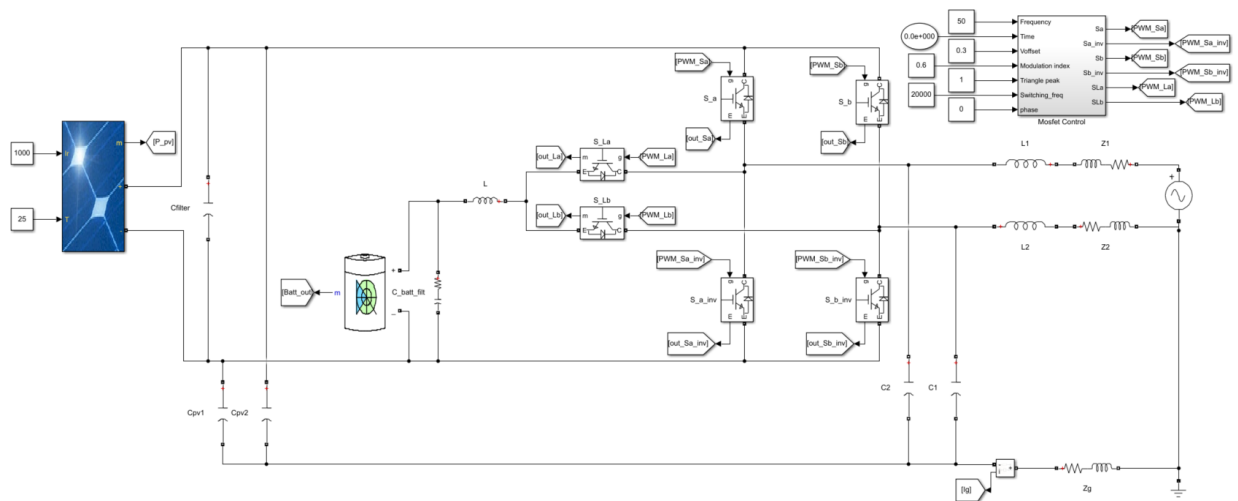 50
Frequency
Sa
[PWM_Sa]
0.0e+000
Time
Sa_inv
[PWM_Sa_inv]
0.3
Voffset
Sb
[PWM_Sb]
0.6
Modulation index
Sb_inv
[PWM_Sb_inv]
1
Triangle peak
SLa
[PWM_La]
20000
Switching_freq
SLb
[PWM_Lb]
0
phase
Mosfet Control
[PWM_Sa]
g
C
S_a
E
E
[out_Sa]
[PWM_Sb]
g
C
S_b
E
E
[out_Sb]
1000
m
[P_pv]
+
25
T
-
Cfilter
S_La
[out_La]
m
g
[PWM_La]
E
C
L
S_Lb
[out_Lb]
m
g
[PWM_Lb]
E
C
L1
Z1
+
L2
Z2
[Batt_out]
m
+
_
C_batt_filt
[PWM_Sa_inv]
g
C
S_a_inv
E
E
[out_Sa_inv]
[PWM_Sb_inv]
g
C
S_b_inv
E
E
[out_Sb_inv]
Cpv1
Cpv2
C2
C1
[Ig]
-
+
i
Zg